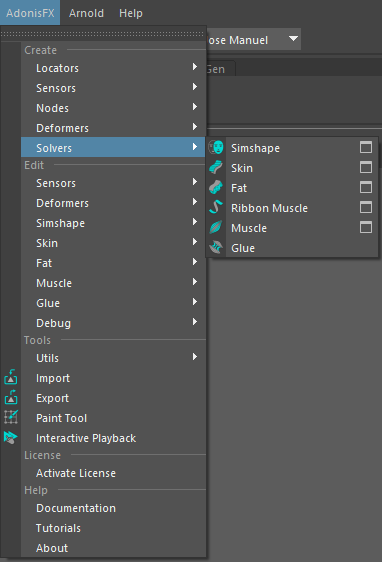 AdonisFX Arnold Help
ose Manuel
Gen
Create
Locators
Sensors
Nodes
Deformers
Solvers
Simshape
Skin
Fat
Ribbon Muscle
Muscle
Glue
Edit
Sensors
Deformers
Simshape
Skin
Fat
Muscle
Glue
Debug
Tools
Utils
Import
Export
Paint Tool
Interactive Playback
License
Activate License
Help
Documentation
Tutorials
About